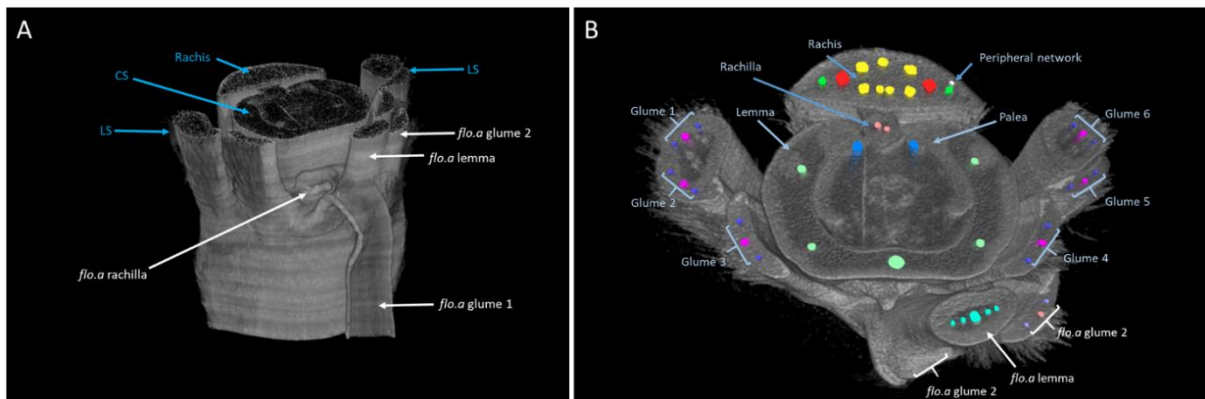 A
Rachis
CS
LS
LS
flo.a glume 2
flo.a lemma
flo.a rachilla
flo.a glume 1
B
Rachis
Rachilla
Peripheral network
Glume 1
Lemma
Palea
Glume 6
Glume 2
Glume 5
Glume 3
Glume 4
flo.a glume 2
flo.a lemma
flo.a glume 2